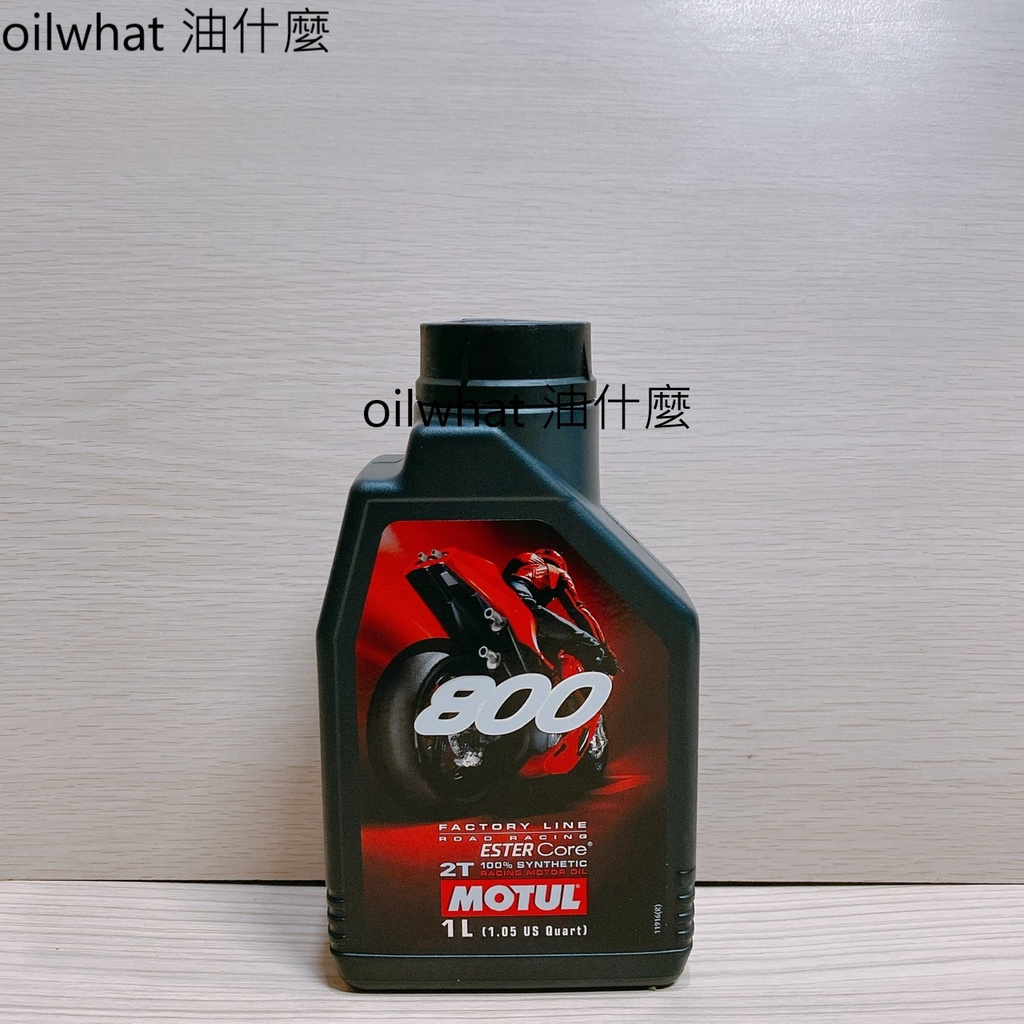 oilwhat 油什麼
oilwhat 油什麼
800
FACTORY LINE
ROAD RACING
ESTER Core®
2T 100% SYNTHETIC
RACING MOTOR OIL
MOTUL
1L (1.05 US Quart)
11916(R)